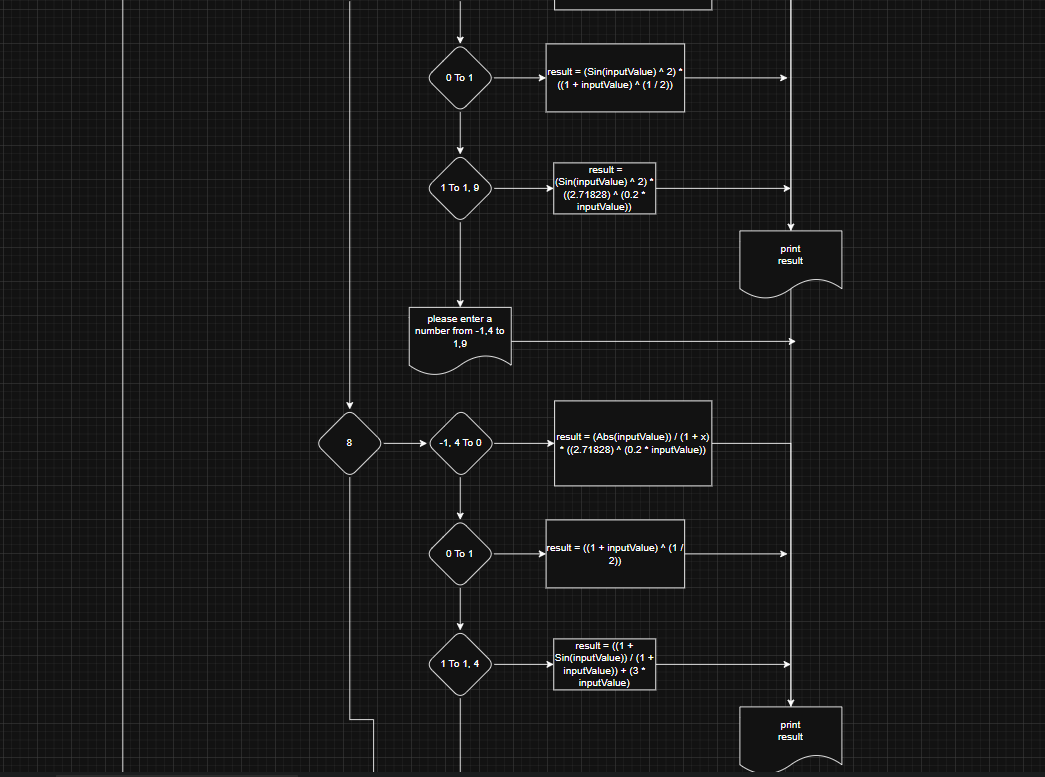 0 To 1
result = (Sin(inputValue) ^ 2) *
((1 + inputValue) ^ (1 / 2))
1 To 1, 9
result =
(Sin(inputValue) ^ 2) *
((2.71828) ^ (0.2 *
inputValue))
print
result
please enter a
number from -1,4 to
1,9
8
-1, 4 To 0
result = (Abs(inputValue)) / (1 + x)
* ((2.71828) ^ (0.2 * inputValue))
0 To 1
result = ((1 + inputValue) ^ (1 /
2))
1 To 1, 4
result = ((1 +
Sin(inputValue)) / (1 +
inputValue)) + (3 *
inputValue)
print
result